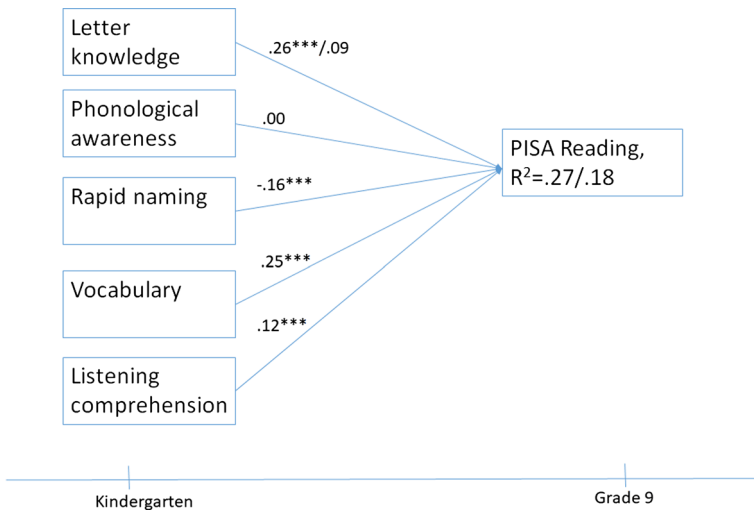 Letter
knowledge
.26***/.09
Phonological
awareness
.00
PISA Reading,
R²=.27/.18
Rapid naming
-.16***
Vocabulary
.25***
.12***
Listening
comprehension
Kindergarten
Grade 9